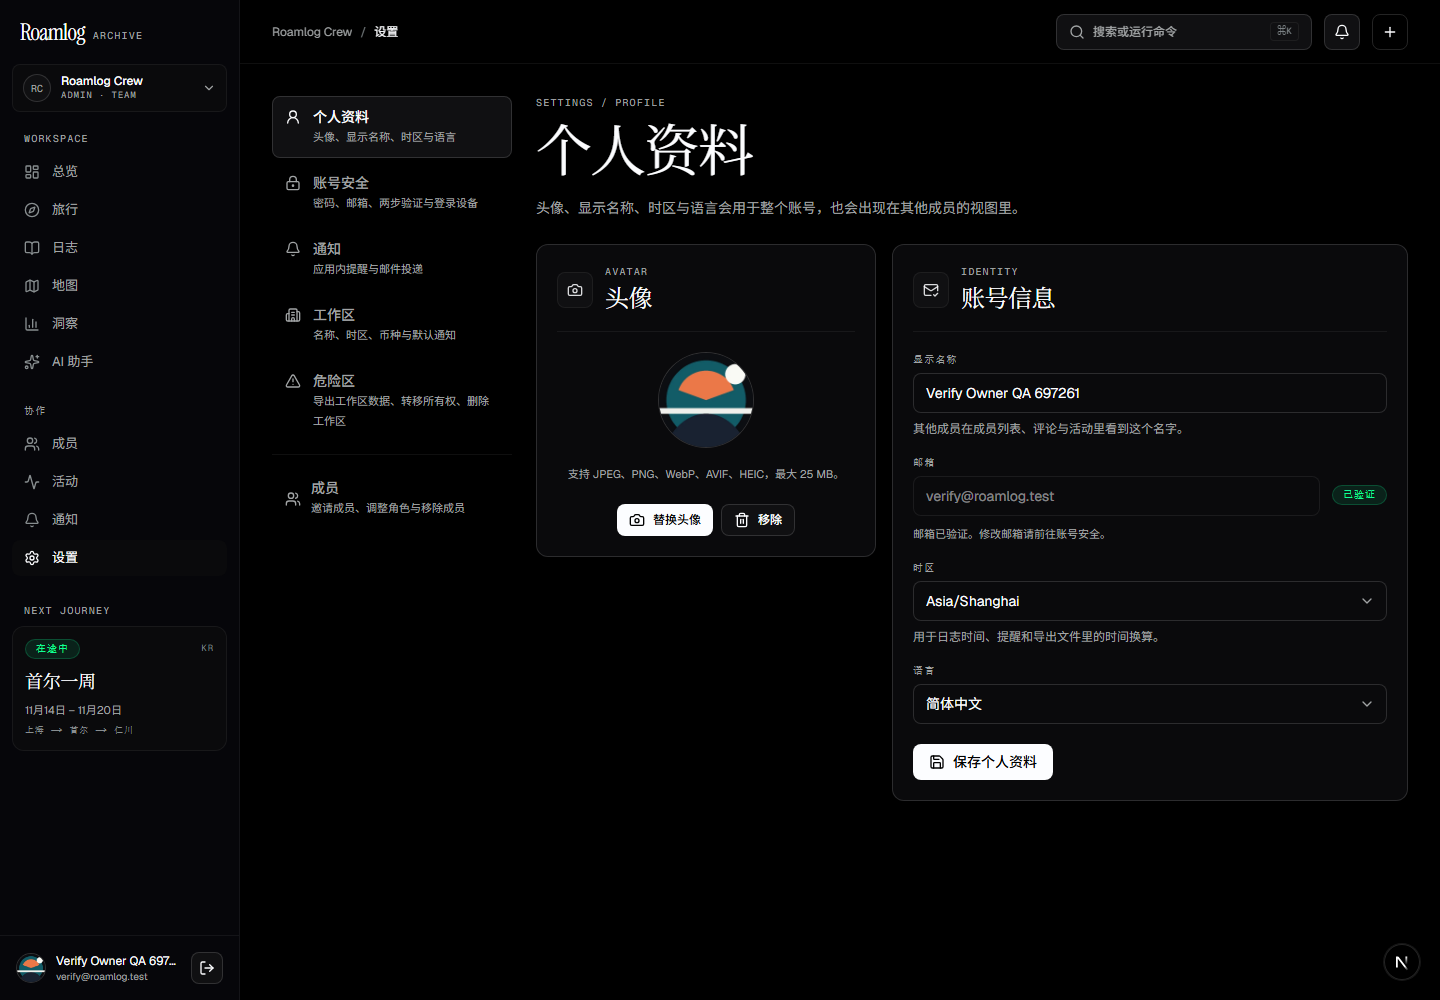 Roamlog ARCHIVE
RC
Roamlog Crew
ADMIN · TEAM
WORKSPACE
总览
旅行
日志
地图
洞察
AI 助手
协作
成员
活动
通知
设置
NEXT JOURNEY
在途中
KR
首尔一周
11月14日 – 11月20日
上海 → 首尔 → 仁川
Verify Owner QA 697...
verify@roamlog.test
Roamlog Crew / 设置
搜索或运行命令
⌘K
个人资料
头像、显示名称、时区与语言
账号安全
密码、邮箱、两步验证与登录设备
通知
应用内提醒与邮件投递
工作区
名称、时区、币种与默认通知
危险区
导出工作区数据、转移所有权、删除
工作区
成员
邀请成员、调整角色与移除成员
SETTINGS / PROFILE
个人资料
头像、显示名称、时区与语言会用于整个账号，也会出现在其他成员的视图里。
AVATAR
头像
支持 JPEG、PNG、WebP、AVIF、HEIC，最大 25 MB。
替换头像
移除
IDENTITY
账号信息
显示名称
Verify Owner QA 697261
其他成员在成员列表、评论与活动里看到这个名字。
邮箱
verify@roamlog.test
已验证
邮箱已验证。修改邮箱请前往账号安全。
时区
Asia/Shanghai
用于日志时间、提醒和导出文件里的时间换算。
语言
简体中文
保存个人资料
N